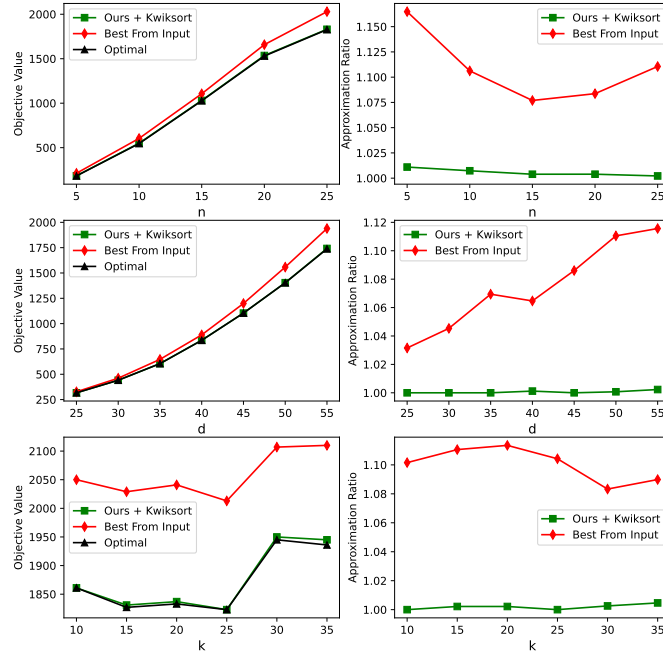 2000
1500
1000
500
Objective Value
Ours + Kwiksort
Best From Input
Optimal
5 10 15 20 25
n
1.150
1.125
1.100
1.075
1.050
1.025
1.000
Approximation Ratio
Ours + Kwiksort
Best From Input
5 10 15 20 25
n
2000
1750
1500
1250
1000
750
500
250
Objective Value
Ours + Kwiksort
Best From Input
Optimal
25 30 35 40 45 50 55
d
1.12
1.10
1.08
1.06
1.04
1.02
1.00
Approximation Ratio
Ours + Kwiksort
Best From Input
25 30 35 40 45 50 55
d
2100
2050
2000
1950
1900
1850
Objective Value
Ours + Kwiksort
Best From Input
Optimal
10 15 20 25 30 35
k
1.10
1.08
1.06
1.04
1.02
1.00
Approximation Ratio
Ours + Kwiksort
Best From Input
10 15 20 25 30 35
k